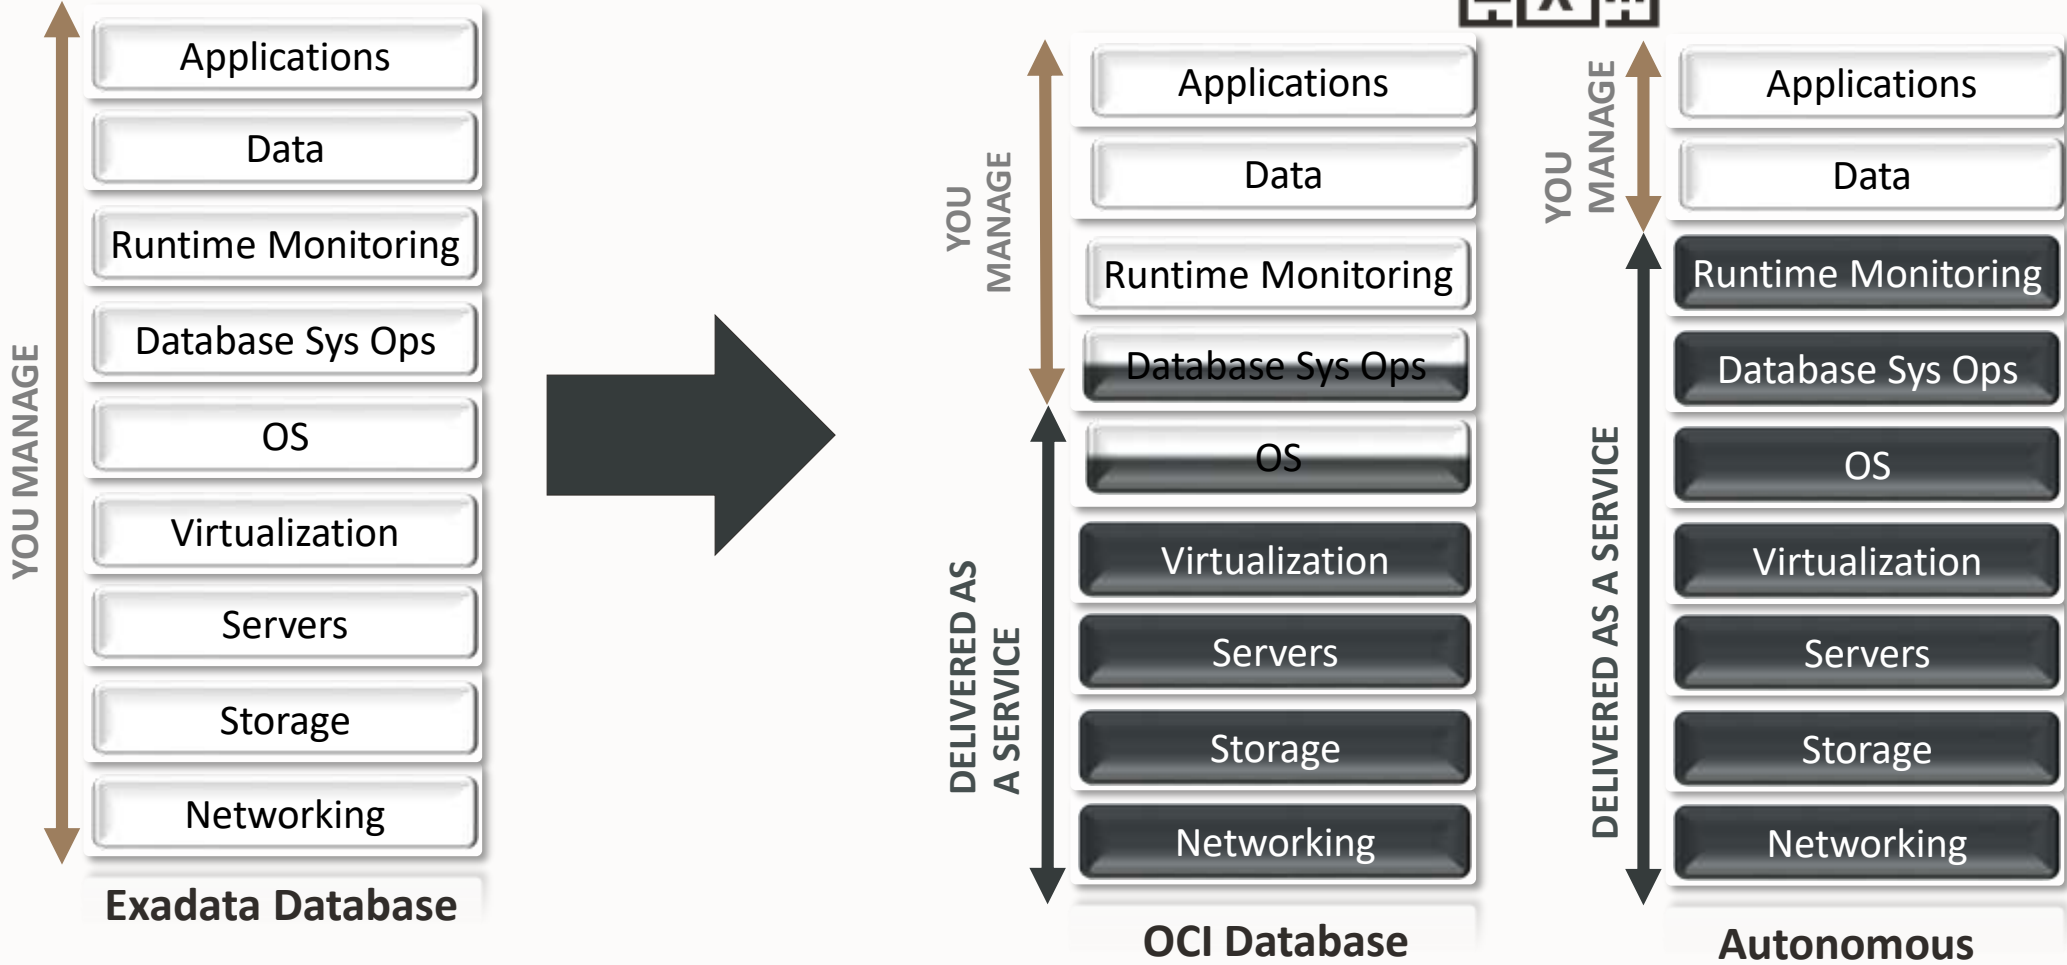 YOU MANAGE
Applications
Data
Runtime Monitoring
Database Sys Ops
OS
Virtualization
Servers
Storage
Networking
Exadata Database
YOU
MANAGE
DELIVERED AS
A SERVICE
Applications
Data
Runtime Monitoring
Database Sys Ops
OS
Virtualization
Servers
Storage
Networking
OCI Database
YOU
MANAGE
DELIVERED AS A SERVICE
Applications
Data
Runtime Monitoring
Database Sys Ops
OS
Virtualization
Servers
Storage
Networking
Autonomous